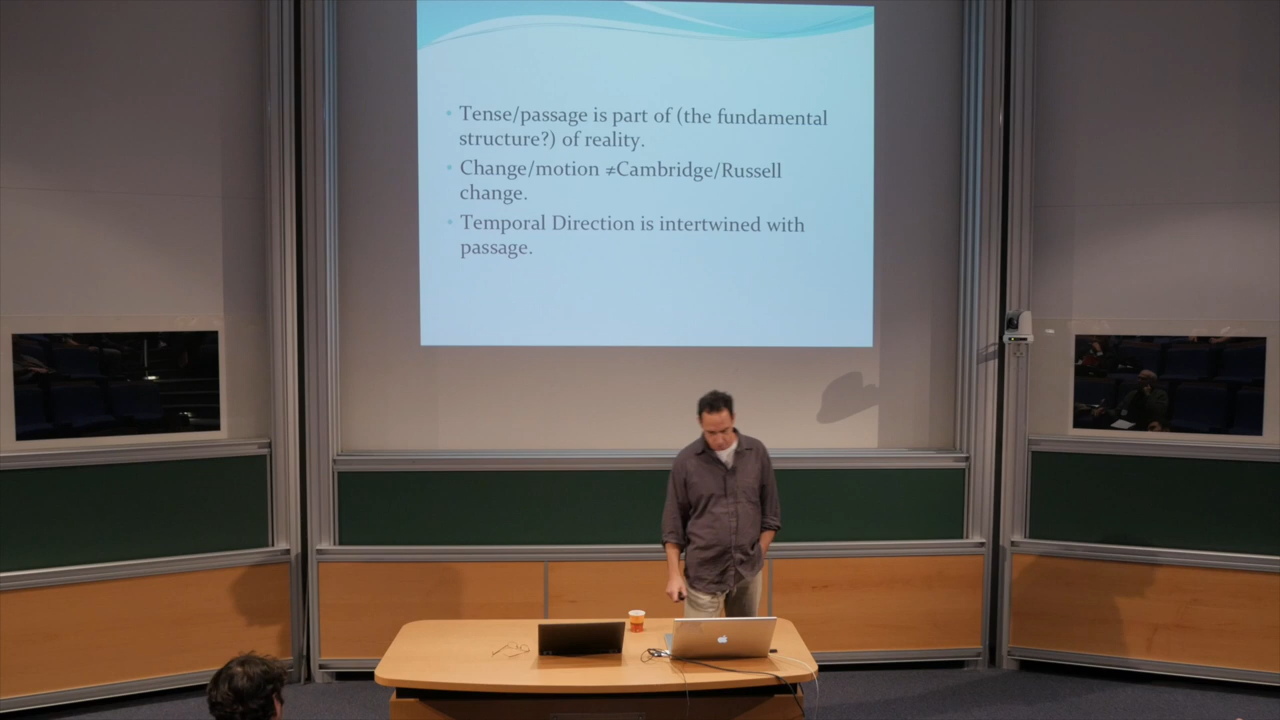 • Tense/passage is part of (the fundamental
structure?) of reality.
• Change/motion ≠Cambridge/Russell
change.
• Temporal Direction is intertwined with
passage.